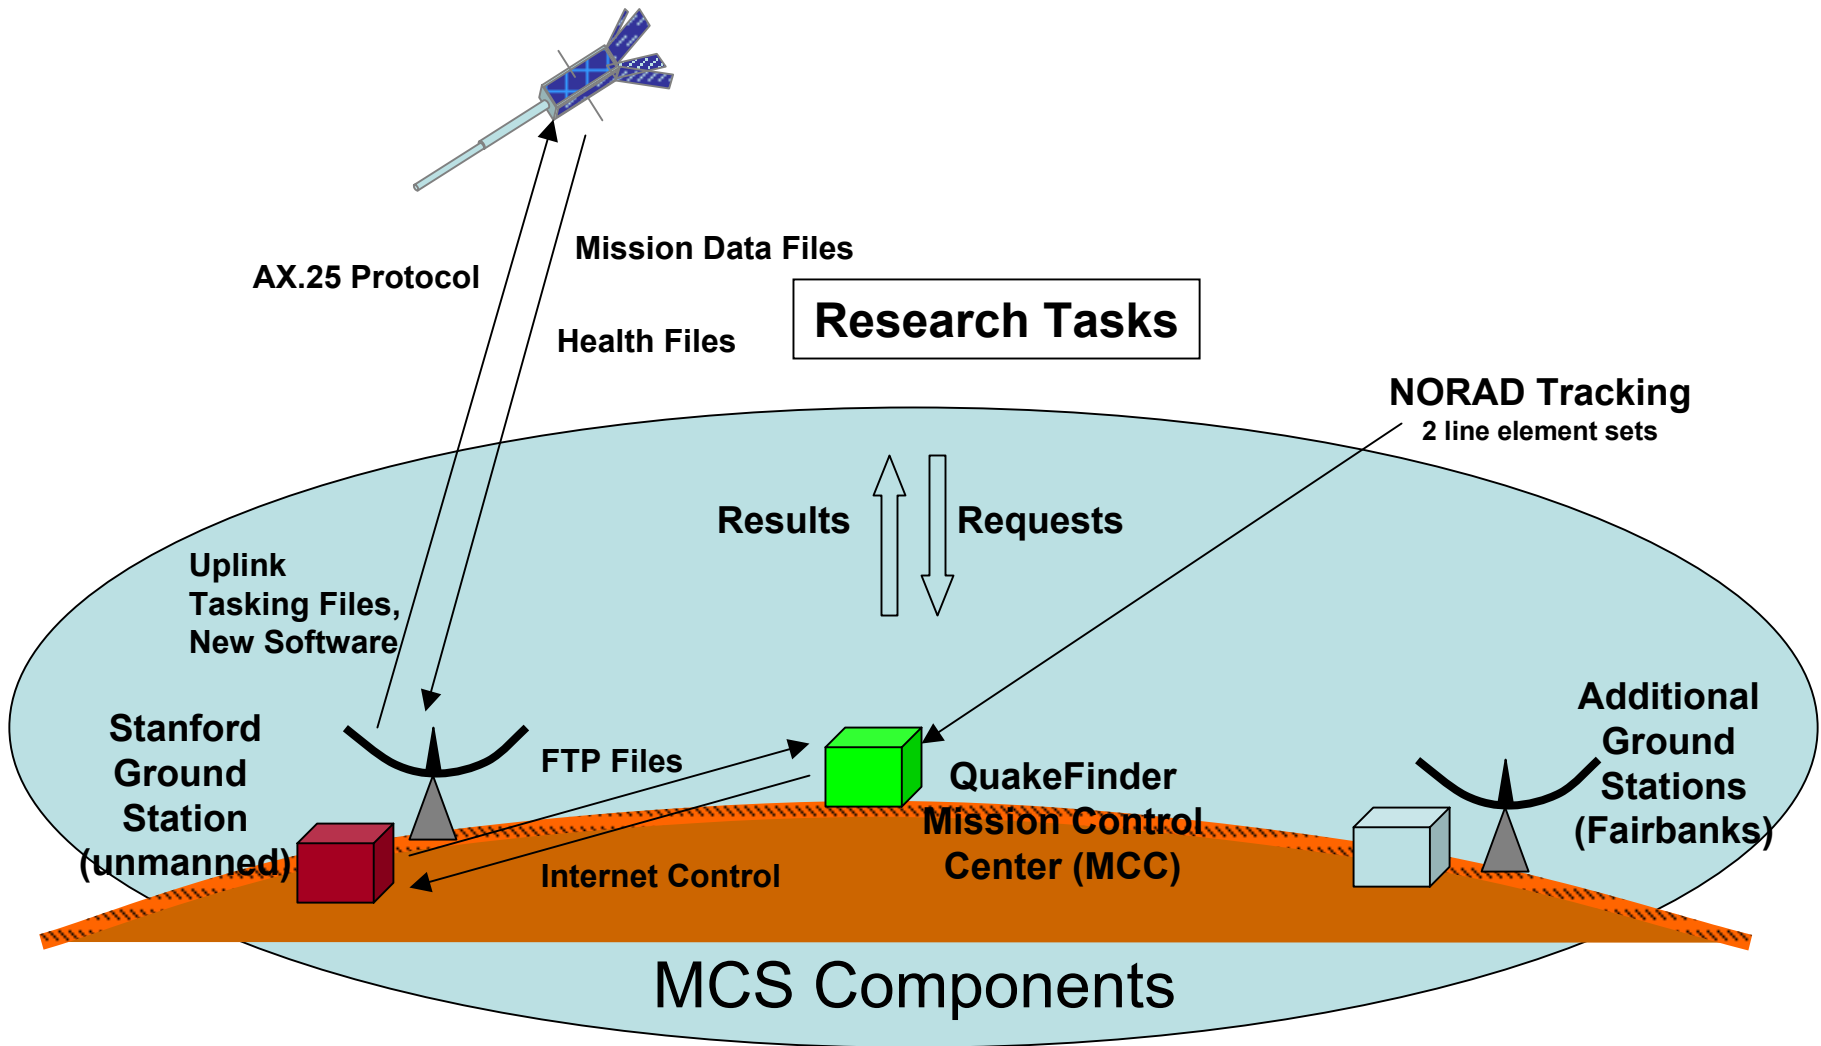 AX.25 Protocol
Mission Data Files
Health Files
Research Tasks
NORAD Tracking
2 line element sets
Results
Requests
Uplink
Tasking Files,
New Software
Stanford
Ground
Station
(unmanned)
FTP Files
Internet Control
QuakeFinder
Mission Control
Center (MCC)
Additional
Ground
Stations
(Fairbanks)
MCS Components